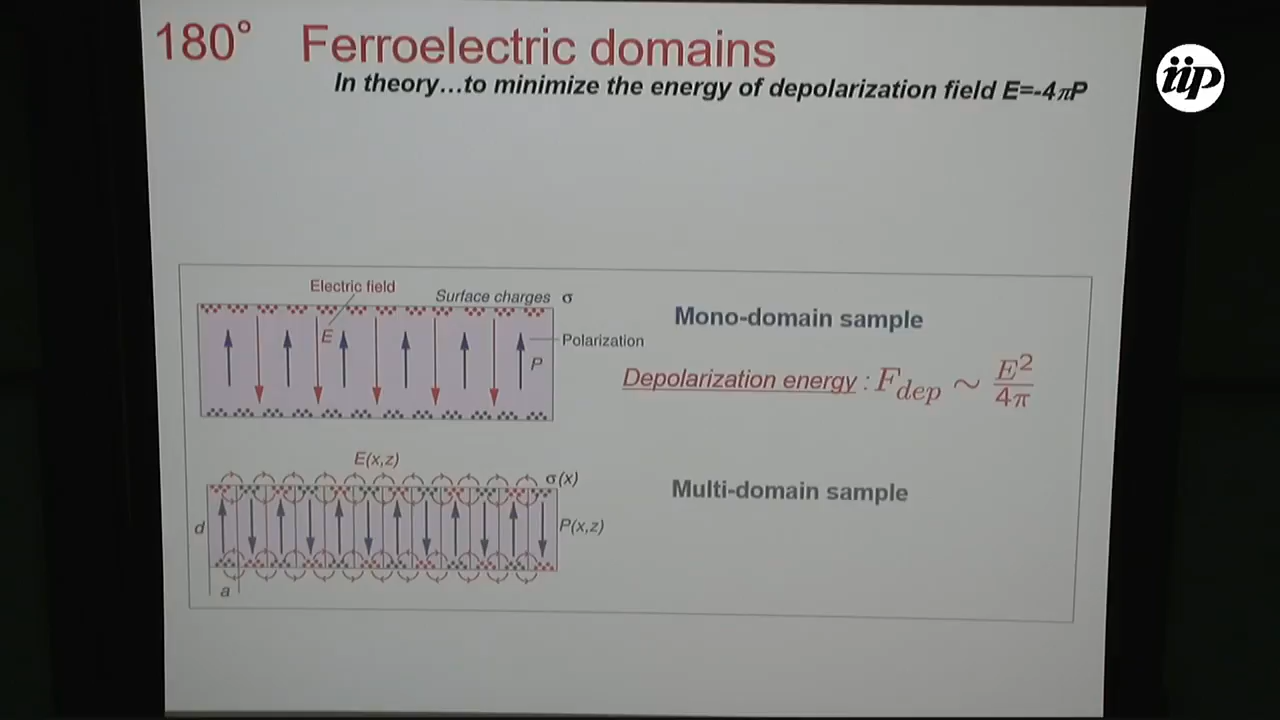 180° Ferroelectric domains
In theory...to minimize the energy of depolarization field E=-4πP
iip
Electric field
Surface charges σ
E
Polarization
P
Mono-domain sample
Depolarization energy : F_dep ~ E²/4π
E(x,z)
σ(x)
d
P(x,z)
a
Multi-domain sample